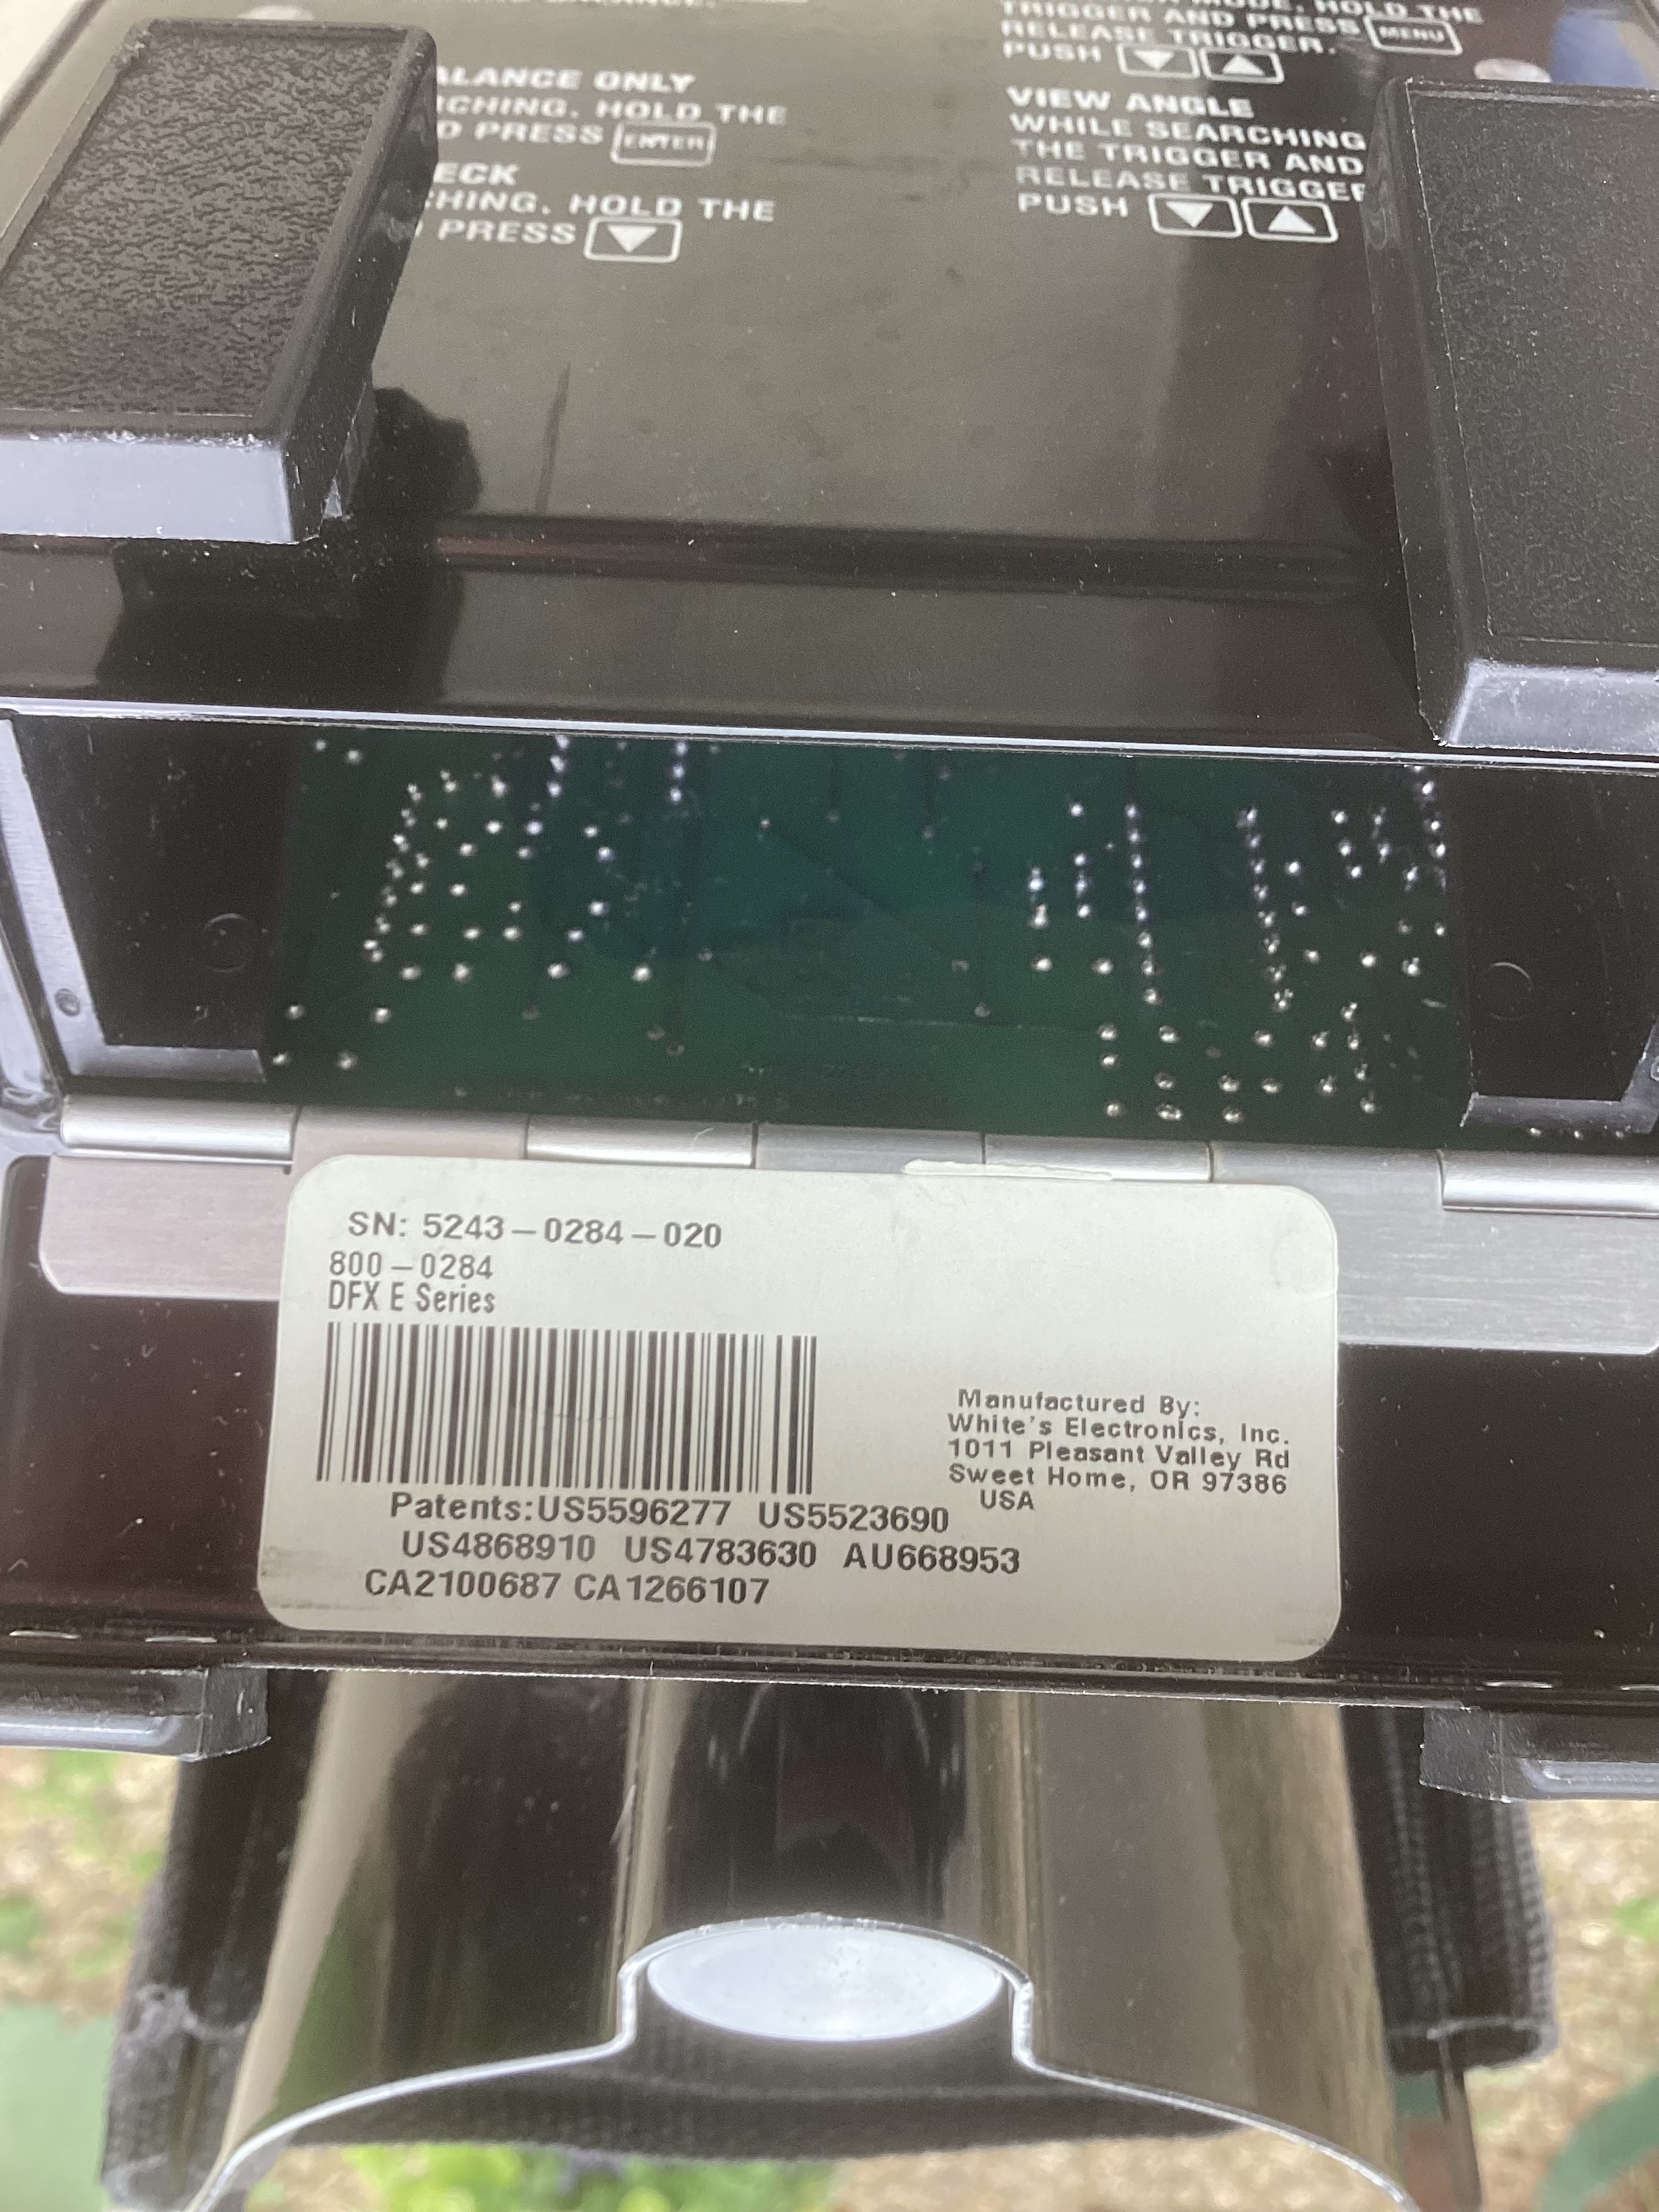 TRIGGER AND PRESS MENU
RELEASE TRIGGER.
PUSH ▼ ▲
ALANCE ONLY
CHING. HOLD THE
D PRESS ENTER
ECK
HING. HOLD THE
PRESS ▼
VIEW ANGLE
WHILE SEARCHING
THE TRIGGER AND
RELEASE TRIGGER
PUSH ▼ ▲
SN: 5243-0284-020
800-0284
DFX E Series
Manufactured By:
White's Electronics, Inc.
1011 Pleasant Valley Rd
Sweet Home, OR 97386
USA
Patents:US5596277 US5523690
US4868910 US4783630 AU668953
CA2100687 CA1266107